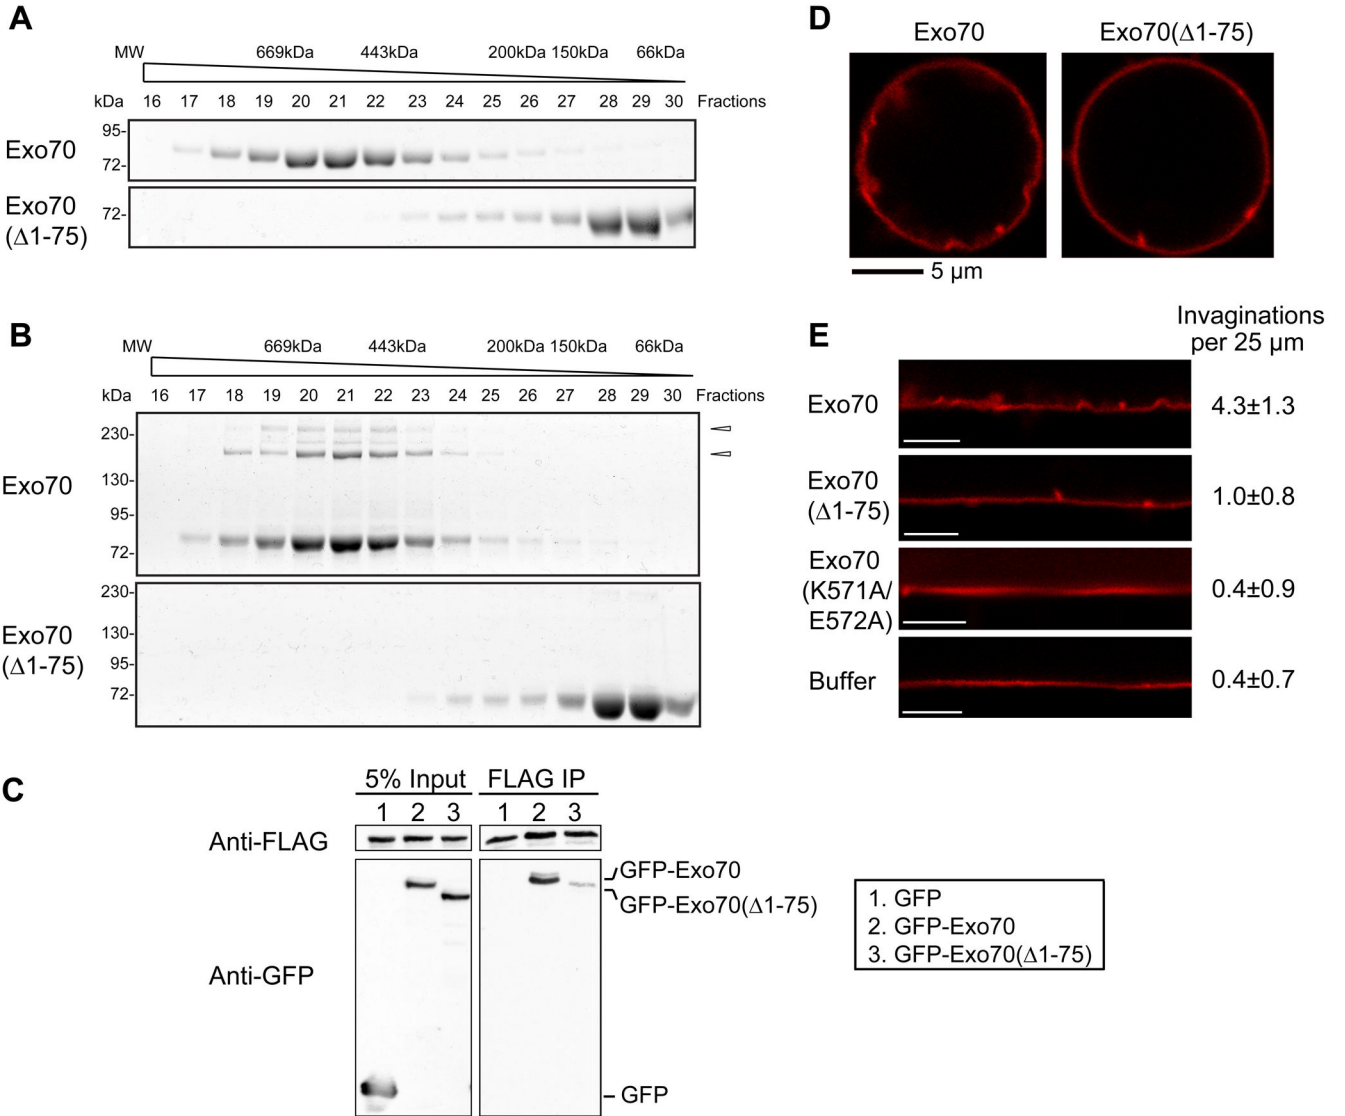 A
MW 669kDa 443kDa 200kDa 150kDa 66kDa
kDa 16 17 18 19 20 21 22 23 24 25 26 27 28 29 30 Fractions
Exo70
95-
72-
Exo70
(Δ1-75)
72-
B
MW 669kDa 443kDa 200kDa 150kDa 66kDa
kDa 16 17 18 19 20 21 22 23 24 25 26 27 28 29 30 Fractions
Exo70
230-
130-
95-
72-
Exo70
(Δ1-75)
230-
130-
95-
72-
C
5% Input FLAG IP
1 2 3 1 2 3
Anti-FLAG
Anti-GFP
GFP-Exo70
GFP-Exo70(Δ1-75)
GFP
1. GFP
2. GFP-Exo70
3. GFP-Exo70(Δ1-75)
D
Exo70 Exo70(Δ1-75)
5 µm
E
Invaginations
per 25 µm
Exo70 4.3±1.3
Exo70
(Δ1-75) 1.0±0.8
Exo70
(K571A/
E572A) 0.4±0.9
Buffer 0.4±0.7